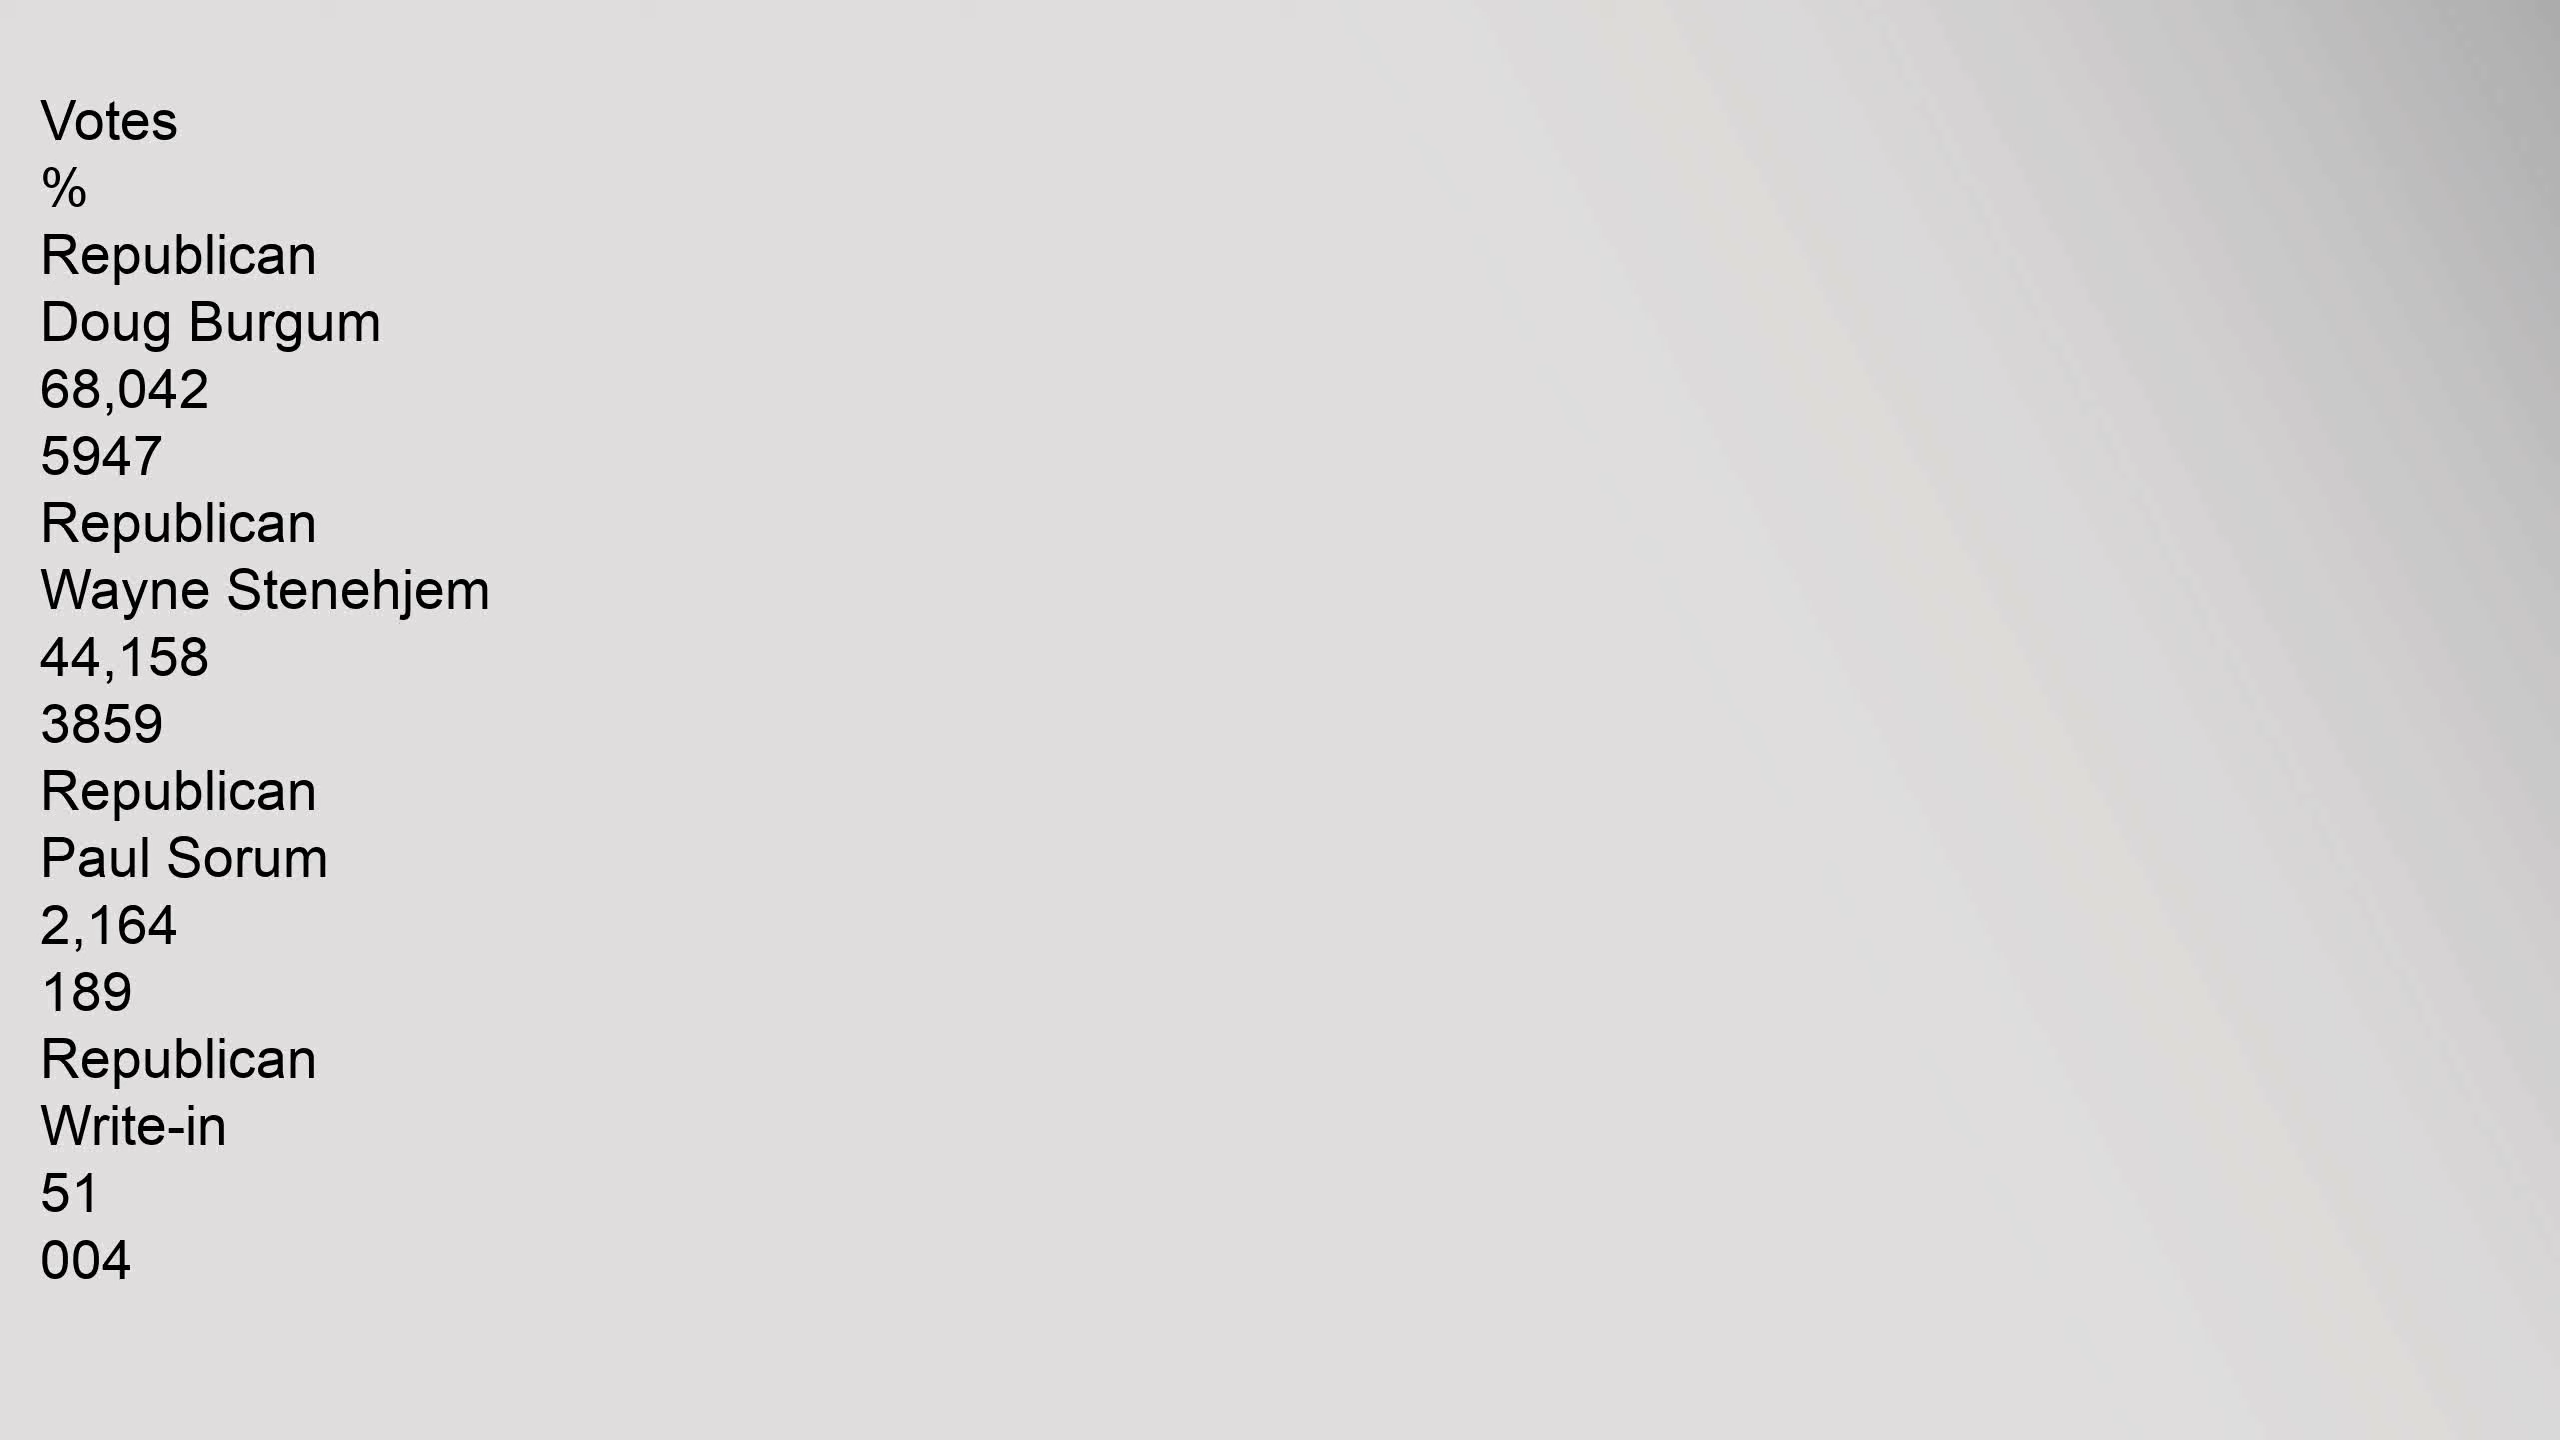 Votes
%
Republican
Doug Burgum
68,042
5947
Republican
Wayne Stenehjem
44,158
3859
Republican
Paul Sorum
2,164
189
Republican
Write-in
51
004